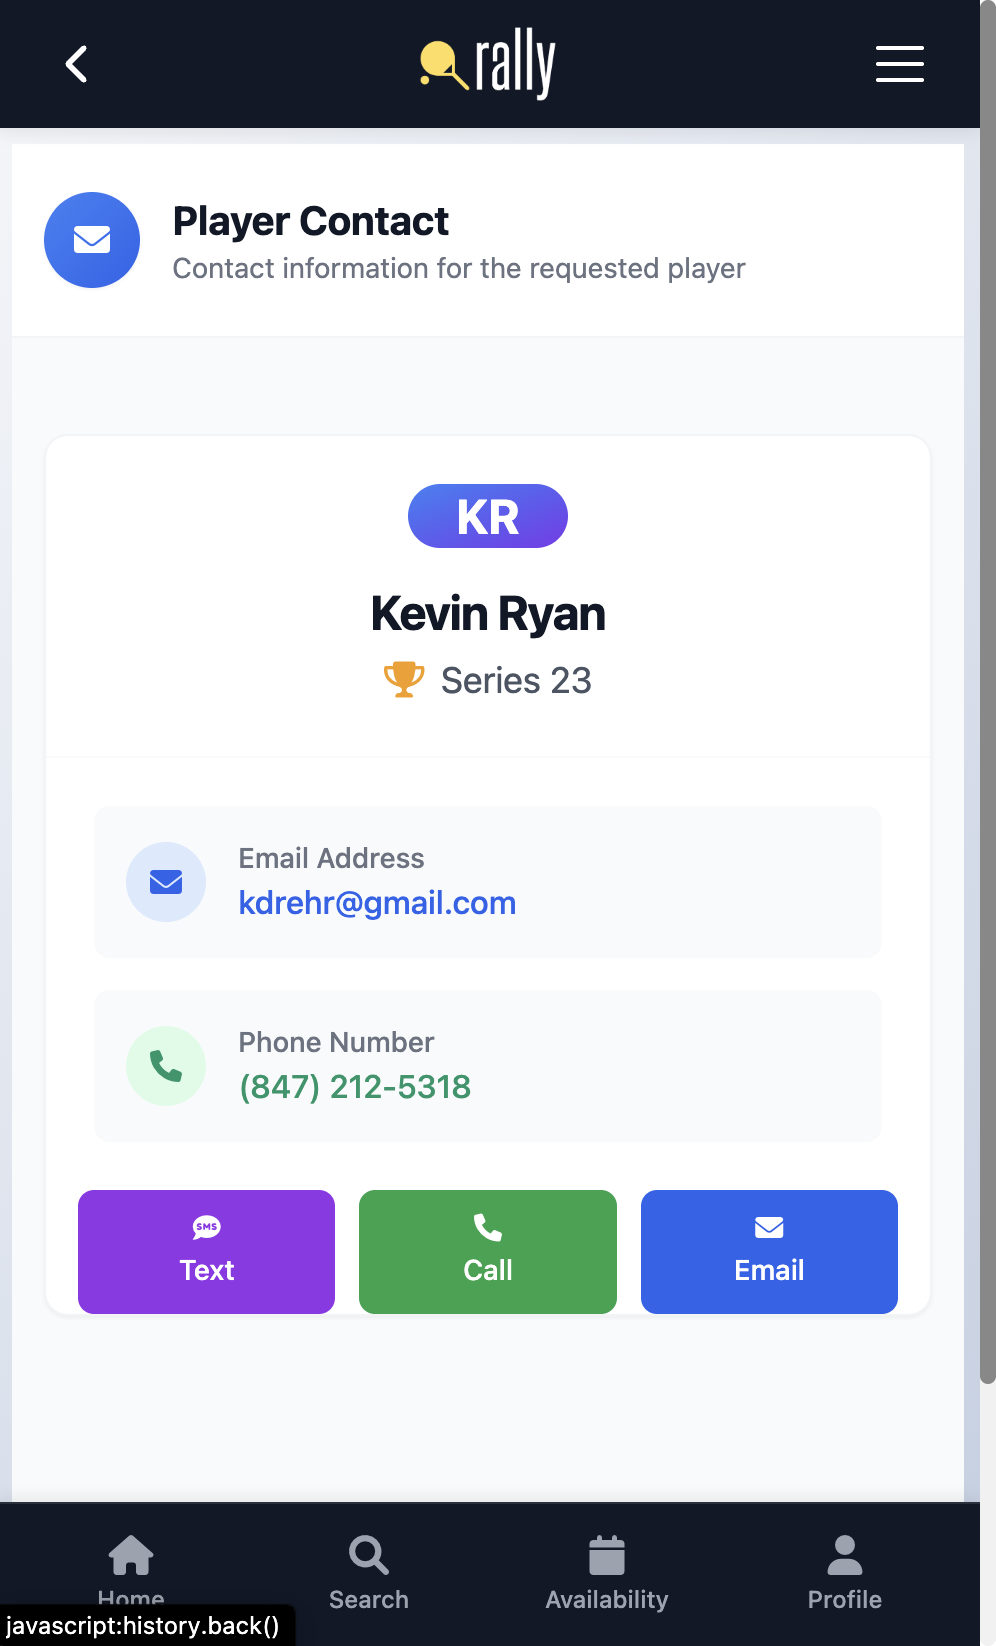 rally
Player Contact
Contact information for the requested player
KR
Kevin Ryan
Series 23
Email Address
kdrehr@gmail.com
Phone Number
(847) 212-5318
SMS
Text
Call
Email
Home
Search
Availability
Profile
javascript:history.back()